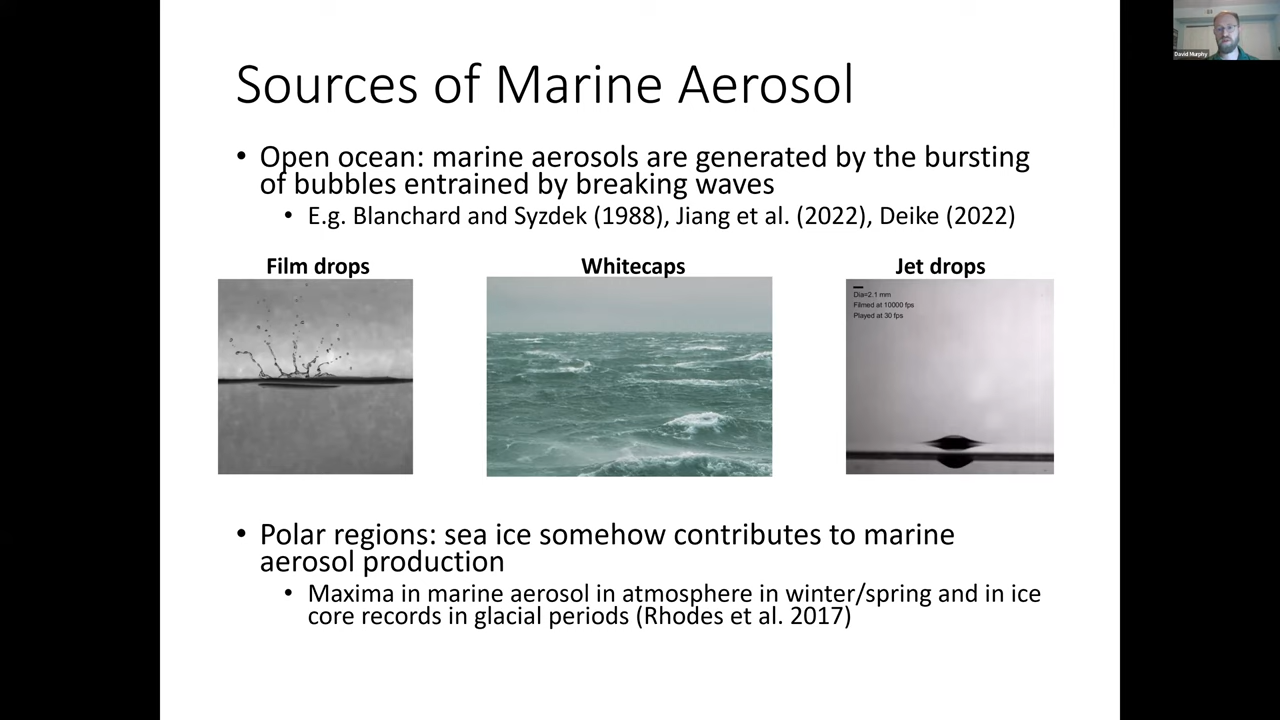 David Murphy
Sources of Marine Aerosol
• Open ocean: marine aerosols are generated by the bursting
of bubbles entrained by breaking waves
• E.g. Blanchard and Syzdek (1988), Jiang et al. (2022), Deike (2022)
Film drops
Whitecaps
Jet drops
Dia=2.1 mm
Filmed at 10000 fps
Played at 30 fps
• Polar regions: sea ice somehow contributes to marine
aerosol production
• Maxima in marine aerosol in atmosphere in winter/spring and in ice
core records in glacial periods (Rhodes et al. 2017)